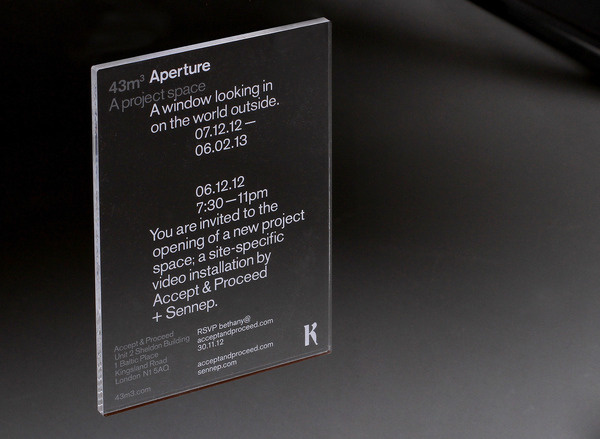 43m³ Aperture
A project space
A window looking in
on the world outside.
07.12.12 —
06.02.13
06.12.12
7:30 — 11pm
You are invited to the
opening of a new project
space; a site-specific
video installation by
Accept & Proceed
+ Sennep.
Accept & Proceed
Unit 2 Sheldon Building
1 Baltic Place
Kingsland Road
London N1 5AQ
43m3.com
RSVP bethany@
acceptandproceed.com
30.11.12
acceptandproceed.com
sennep.com
K